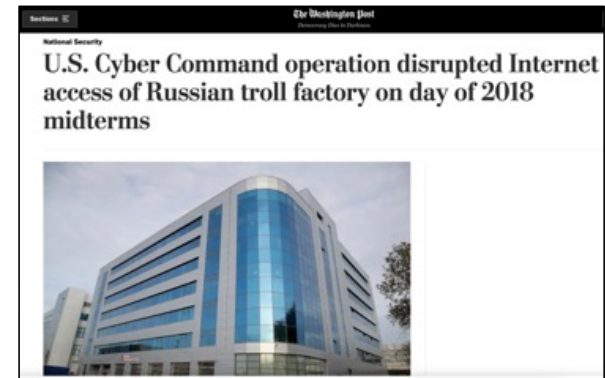 Sections
The Washington Post
Democracy Dies in Darkness
National Security
U.S. Cyber Command operation disrupted Internet
access of Russian troll factory on day of 2018
midterms